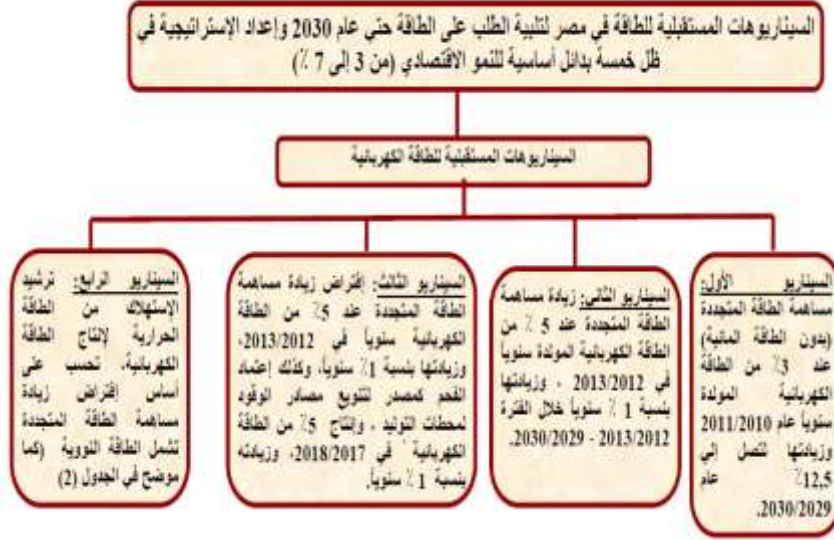 السيناريوهات المستقبلية للطاقة في مصر لتلبية الطلب على الطاقة حتي عام 2030 وإعداد الإستراتيجية في
ظل خمسة بدائل أساسية للنمو الاقتصادي (من 3 إلى 7 ٪)
السيناريوهات المستقبلية للطاقة الكهربائية
السيناريو الأول:
مساهمة الطاقة المتجددة
(بدون الطاقة المائية)
عند 3٪ من الطاقة
الكهربائية المولدة
سنوياً عام 2011/2010
وزيادتها لتصل إلي
12,5٪ عام
2030/2029.
السيناريو الثاني: زيادة مساهمة
الطاقة المتجددة عند 5 ٪ من
الطاقة الكهربائية المولدة سنوياً
في 2013/2012 ، وزيادتها
بنسبة 1 ٪ سنوياً خلال الفترة
2013/2012 - 2030/2029.
السيناريو الثالث: إفتراض زيادة مساهمة
الطاقة المتجددة عند 5٪ من الطاقة
الكهربائية سنوياً في 2013/2012،
وزيادتها بنسبة 1٪ سنوياً، وكذلك إعتماد
الفحم كمصدر لتنويع مصادر الوقود
لمحطات التوليد ، وإنتاج 5٪ من الطاقة
الكهربائية في 2018/2017، وزيادته
بنسبة 1 ٪ سنوياً.
السيناريو الرابع: ترشيد
الإستهلاك من الطاقة
الحرارية لإنتاج الطاقة
الكهربائية، تحسب على
أساس إفتراض زيادة
مساهمة الطاقة المتجددة
تشمل الطاقة النووية (كما
موضح في الجدول (2)